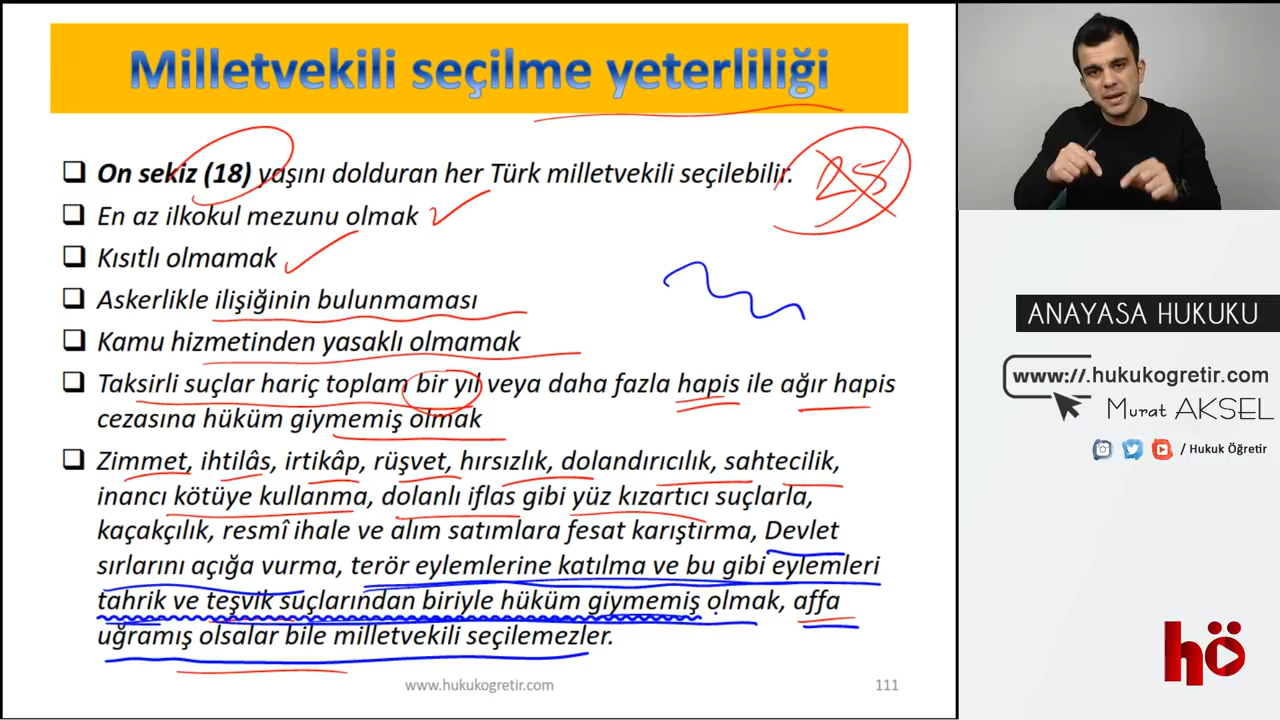 Milletvekili seçilme yeterliliği
On sekiz (18) yaşını dolduran her Türk milletvekili seçilebilir.
25
En az ilkokul mezunu olmak
Kısıtlı olmamak
Askerlikle ilişiğinin bulunmaması
Kamu hizmetinden yasaklı olmamak
Taksirli suçlar hariç toplam bir yıl veya daha fazla hapis ile ağır hapis
cezasına hüküm giymemiş olmak
Zimmet, ihtilâs, irtikâp, rüşvet, hırsızlık, dolandırıcılık, sahtecilik,
inancı kötüye kullanma, dolanlı iflas gibi yüz kızartıcı suçlarla,
kaçakçılık, resmî ihale ve alım satımlara fesat karıştırma, Devlet
sırlarını açığa vurma, terör eylemlerine katılma ve bu gibi eylemleri
tahrik ve teşvik suçlarından biriyle hüküm giymemiş olmak, affa
uğramış olsalar bile milletvekili seçilemezler.
www.hukukogretir.com
111
ANAYASA HUKUKU
www://.hukukogretir.com
Murat AKSEL
/ Hukuk Öğretir
hö